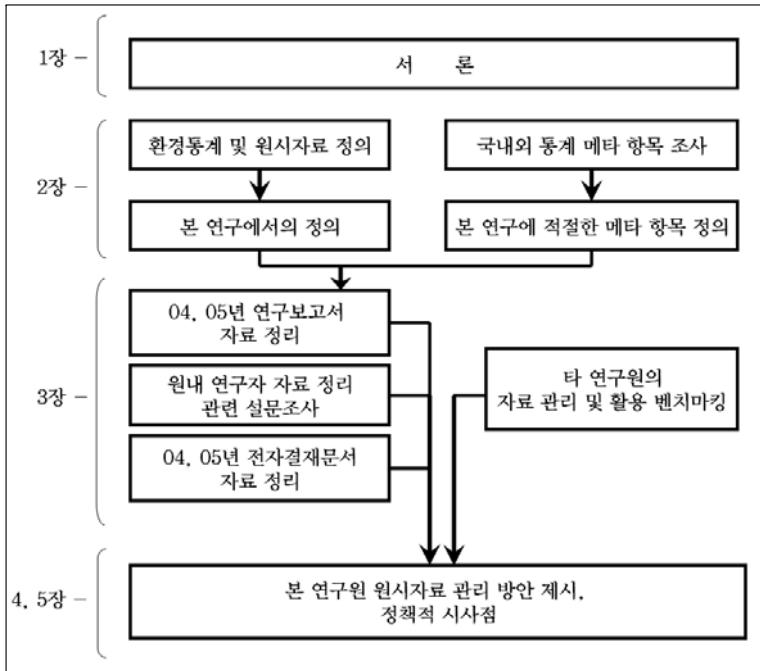 1장 -
서 론
환경통계 및 원시자료 정의
국내외 통계 메타 항목 조사
2장 -
본 연구에서의 정의
본 연구에 적절한 메타 항목 정의
04, 05년 연구보고서
자료 정리
3장 -
원내 연구자 자료 정리
관련 설문조사
타 연구원의
자료 관리 및 활용 벤치마킹
04, 05년 전자결재문서
자료 정리
4, 5장 -
본 연구원 원시자료 관리 방안 제시,
정책적 시사점